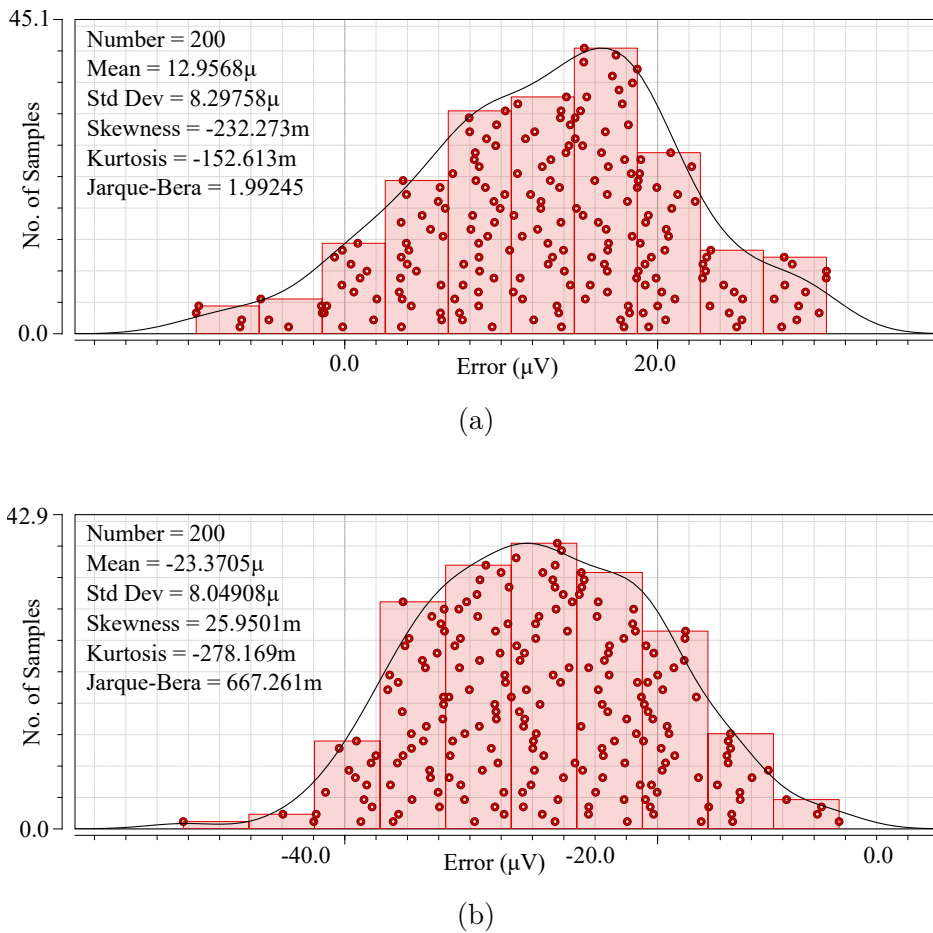 45.1
Number = 200
Mean = 12.9568μ
Std Dev = 8.29758μ
Skewness = -232.273m
Kurtosis = -152.613m
Jarque-Bera = 1.99245
No. of Samples
0.0
0.0 20.0
Error (μV)
(a)
42.9
Number = 200
Mean = -23.3705μ
Std Dev = 8.04908μ
Skewness = 25.9501m
Kurtosis = -278.169m
Jarque-Bera = 667.261m
No. of Samples
0.0
-40.0 -20.0 0.0
Error (μV)
(b)